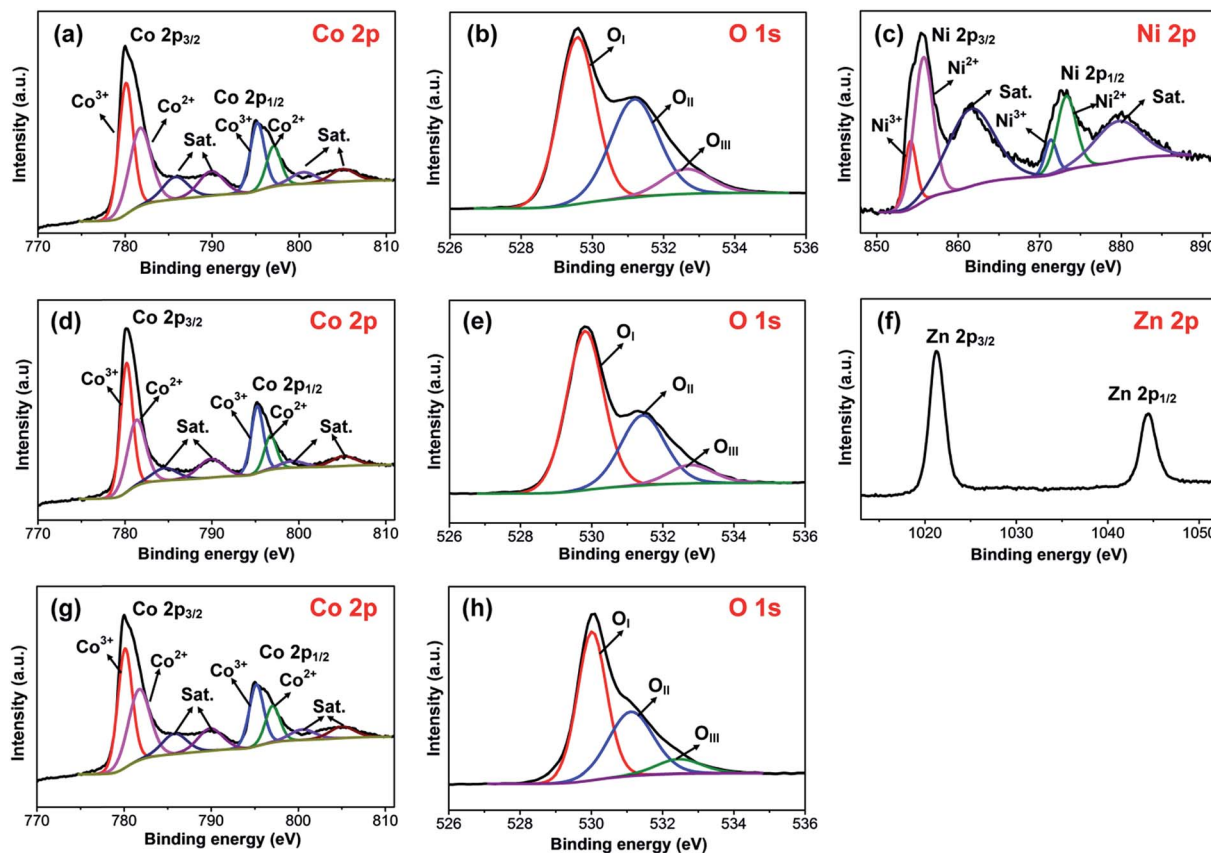 (a)
Co 2p
Co 2p3/2
Co3+
Co2+
Sat.
Co 2p1/2
Co3+
Co2+
Sat.
Intensity (a.u.)
770 780 790 800 810
Binding energy (eV)
(b)
O 1s
OI
OII
OIII
Intensity (a.u.)
526 528 530 532 534 536
Binding energy (eV)
(c)
Ni 2p
Ni 2p3/2
Ni2+
Ni3+
Sat.
Ni 2p1/2
Ni2+
Ni3+
Sat.
Intensity (a.u.)
850 860 870 880 890
Binding energy (eV)
(d)
Co 2p
Co 2p3/2
Co3+
Co2+
Sat.
Co 2p1/2
Co3+
Co2+
Sat.
Intensity (a.u)
770 780 790 800 810
Binding energy (eV)
(e)
O 1s
OI
OII
OIII
Intensity (a.u.)
526 528 530 532 534 536
Binding energy (eV)
(f)
Zn 2p
Zn 2p3/2
Zn 2p1/2
Intensity (a.u.)
1020 1030 1040 1050
Binding energy (eV)
(g)
Co 2p
Co 2p3/2
Co3+
Co2+
Sat.
Co 2p1/2
Co3+
Co2+
Sat.
Intensity (a.u.)
770 780 790 800 810
Binding energy (eV)
(h)
O 1s
OI
OII
OIII
Intensity (a.u.)
526 528 530 532 534 536
Binding energy (eV)